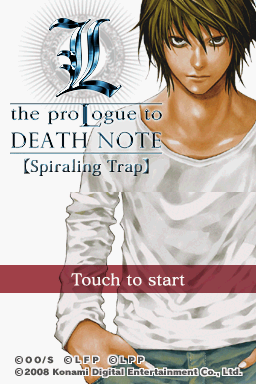 L
the proLogue to
DEATH NOTE
【Spiraling Trap】
Touch to start
©OO/S ©LFP ©LPP
©2008 Konami Digital Entertainment Co., Ltd.